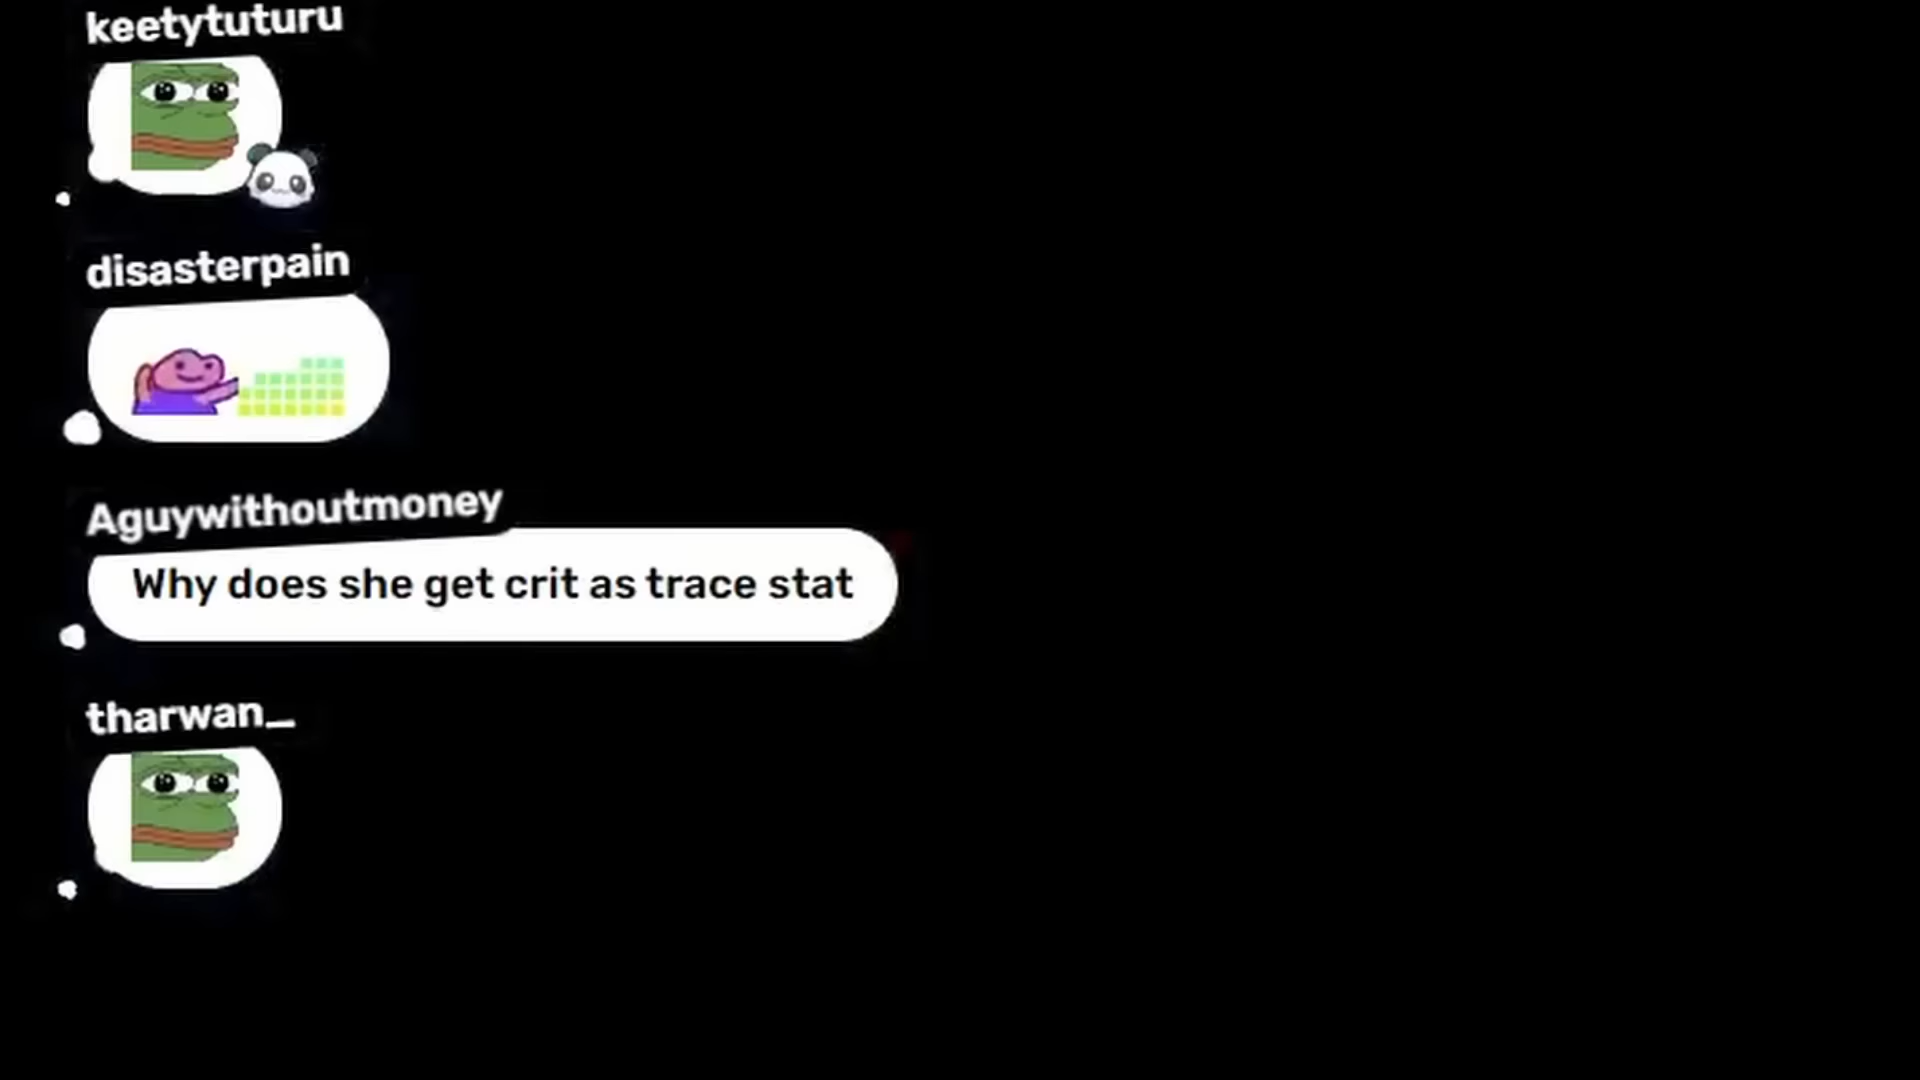 keetytuturu
disasterpain
Aguywithoutmoney
Why does she get crit as trace stat
tharwan_